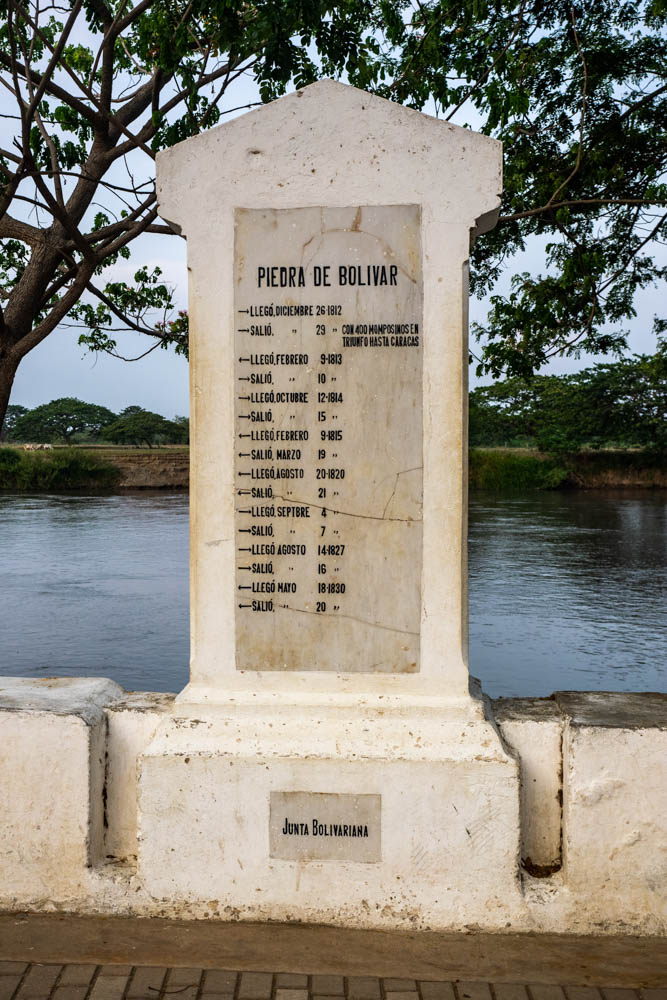 PIEDRA DE BOLIVAR
→LLEGÓ, DICIEMBRE 26·1812
→SALIÓ, " 29 " CON 400 MOMPOSINOS EN
TRIUNFO HASTA CARACAS
←LLEGÓ, FEBRERO 9·1813
→SALIÓ, " 10 "
→LLEGÓ, OCTUBRE 12·1814
→SALIÓ, " 15 "
←LLEGÓ, FEBRERO 9·1815
←SALIÓ, MARZO 19 "
←LLEGÓ, AGOSTO 20·1820
←SALIÓ, " 21 "
←LLEGÓ, SEPTBRE 4 "
→SALIÓ, " 7 "
→LLEGÓ AGOSTO 14·1827
→SALIÓ, " 16 "
←LLEGÓ MAYO 18·1830
←SALIÓ, " 20 "
JUNTA BOLIVARIANA